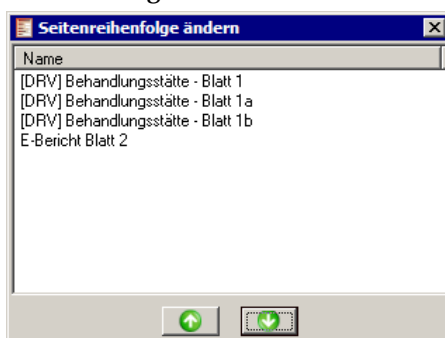 Seitenreihenfolge ändern
Name
[DRV] Behandlungsstätte - Blatt 1
[DRV] Behandlungsstätte - Blatt 1a
[DRV] Behandlungsstätte - Blatt 1b
E-Bericht Blatt 2